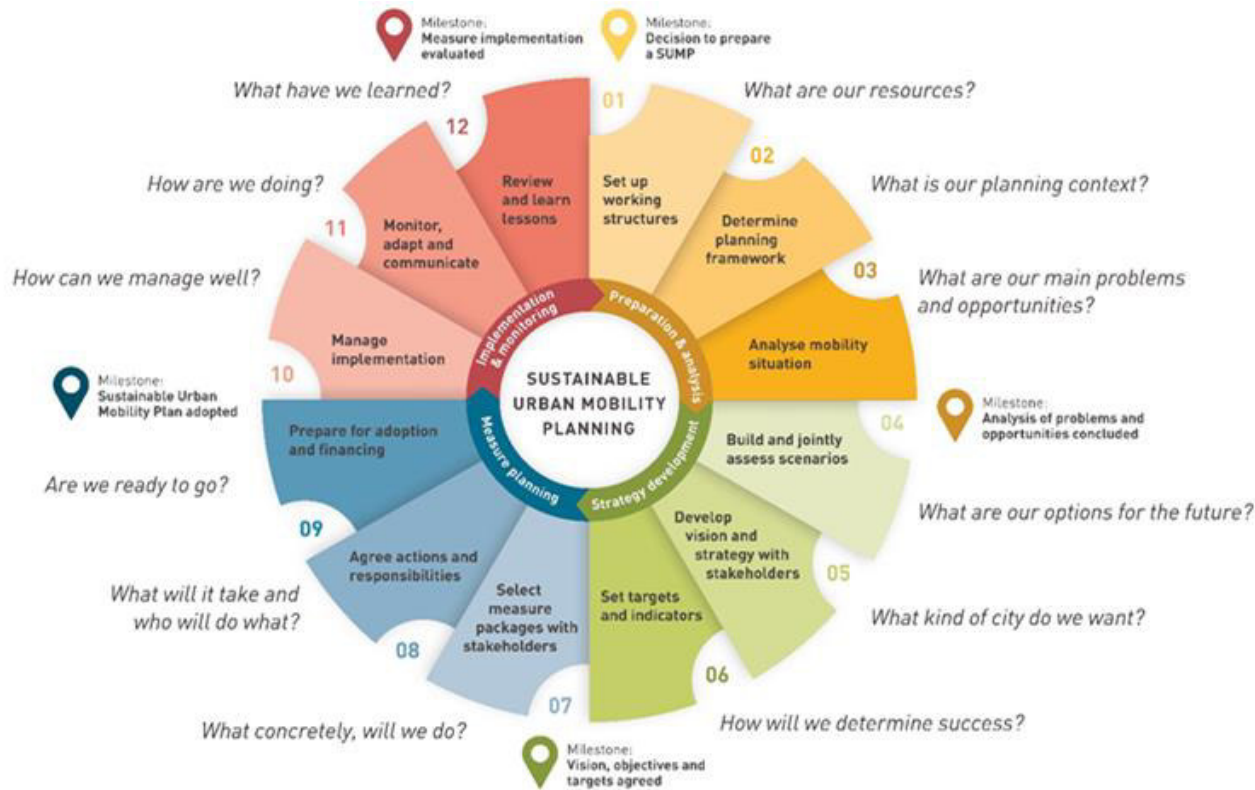 Milestone:
Measure implementation
evaluated
Milestone:
Decision to prepare
a SUMP
What have we learned?
What are our resources?
01
12
02
How are we doing?
What is our planning context?
Review
and learn
lessons
Set up
working
structures
11
Monitor,
adapt and
communicate
Determine
planning
framework
03
How can we manage well?
What are our main problems
and opportunities?
Manage
implementation
Analyse mobility
situation
10
Implementation
& monitoring
Preparation & analysis
SUSTAINABLE
URBAN MOBILITY
PLANNING
Measure planning
Strategy development
Milestone:
Sustainable Urban
Mobility Plan adopted
Milestone:
Analysis of problems and
opportunities concluded
04
Prepare for adoption
and financing
Build and jointly
assess scenarios
Are we ready to go?
What are our options for the future?
09
Agree actions and
responsibilities
Develop
vision and
strategy with
stakeholders
05
What will it take and
who will do what?
Select
measure
packages with
stakeholders
Set targets
and indicators
What kind of city do we want?
08
06
07
What concretely, will we do?
How will we determine success?
Milestone:
Vision, objectives and
targets agreed